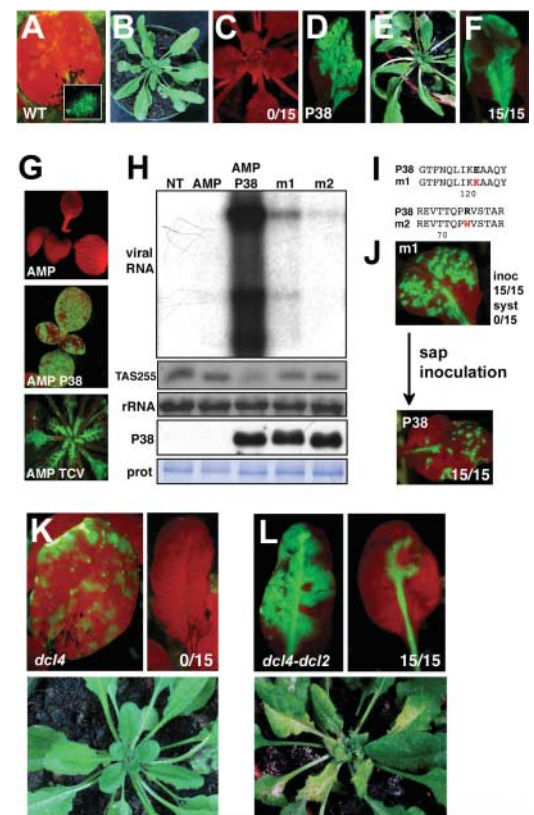 A B C D E F
WT 0/15 P38 15/15
G
AMP
AMP P38
AMP TCV
H
AMP
NT AMP P38 m1 m2
viral
RNA
TAS255
rRNA
P38
prot
I
P38 GTFNQLIKEAAQY
m1 GTFNQLIKKAAQY
120
P38 REVTTQPRVSTAR
m2 REVTTQPWVSTAR
70
J
m1
inoc
15/15
syst
0/15
sap
inoculation
P38
15/15
K L
dcl4 0/15 dcl4-dcl2 15/15